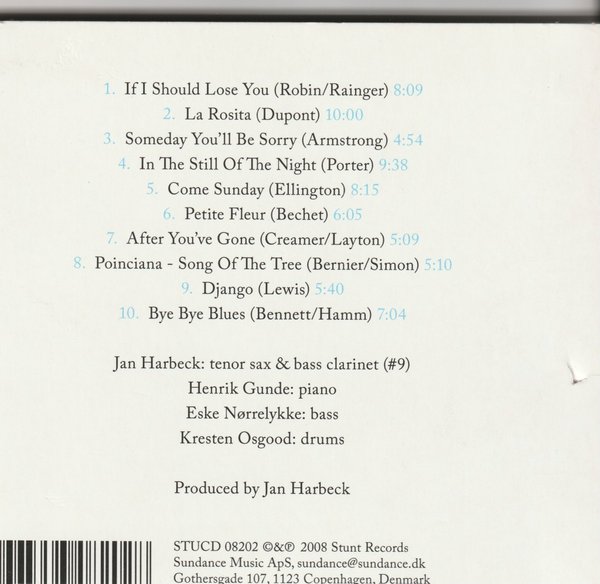 1. If I Should Lose You (Robin/Rainger) 8:09
2. La Rosita (Dupont) 10:00
3. Someday You'll Be Sorry (Armstrong) 4:54
4. In The Still Of The Night (Porter) 9:38
5. Come Sunday (Ellington) 8:15
6. Petite Fleur (Bechet) 6:05
7. After You've Gone (Creamer/Layton) 5:09
8. Poinciana - Song Of The Tree (Bernier/Simon) 5:10
9. Django (Lewis) 5:40
10. Bye Bye Blues (Bennett/Hamm) 7:04
Jan Harbeck: tenor sax & bass clarinet (#9)
Henrik Gunde: piano
Eske Nørrelykke: bass
Kresten Osgood: drums
Produced by Jan Harbeck
STUCD 08202 ©&℗ 2008 Stunt Records
Sundance Music ApS, sundance@sundance.dk
Gothersgade 107, 1123 Copenhagen, Denmark